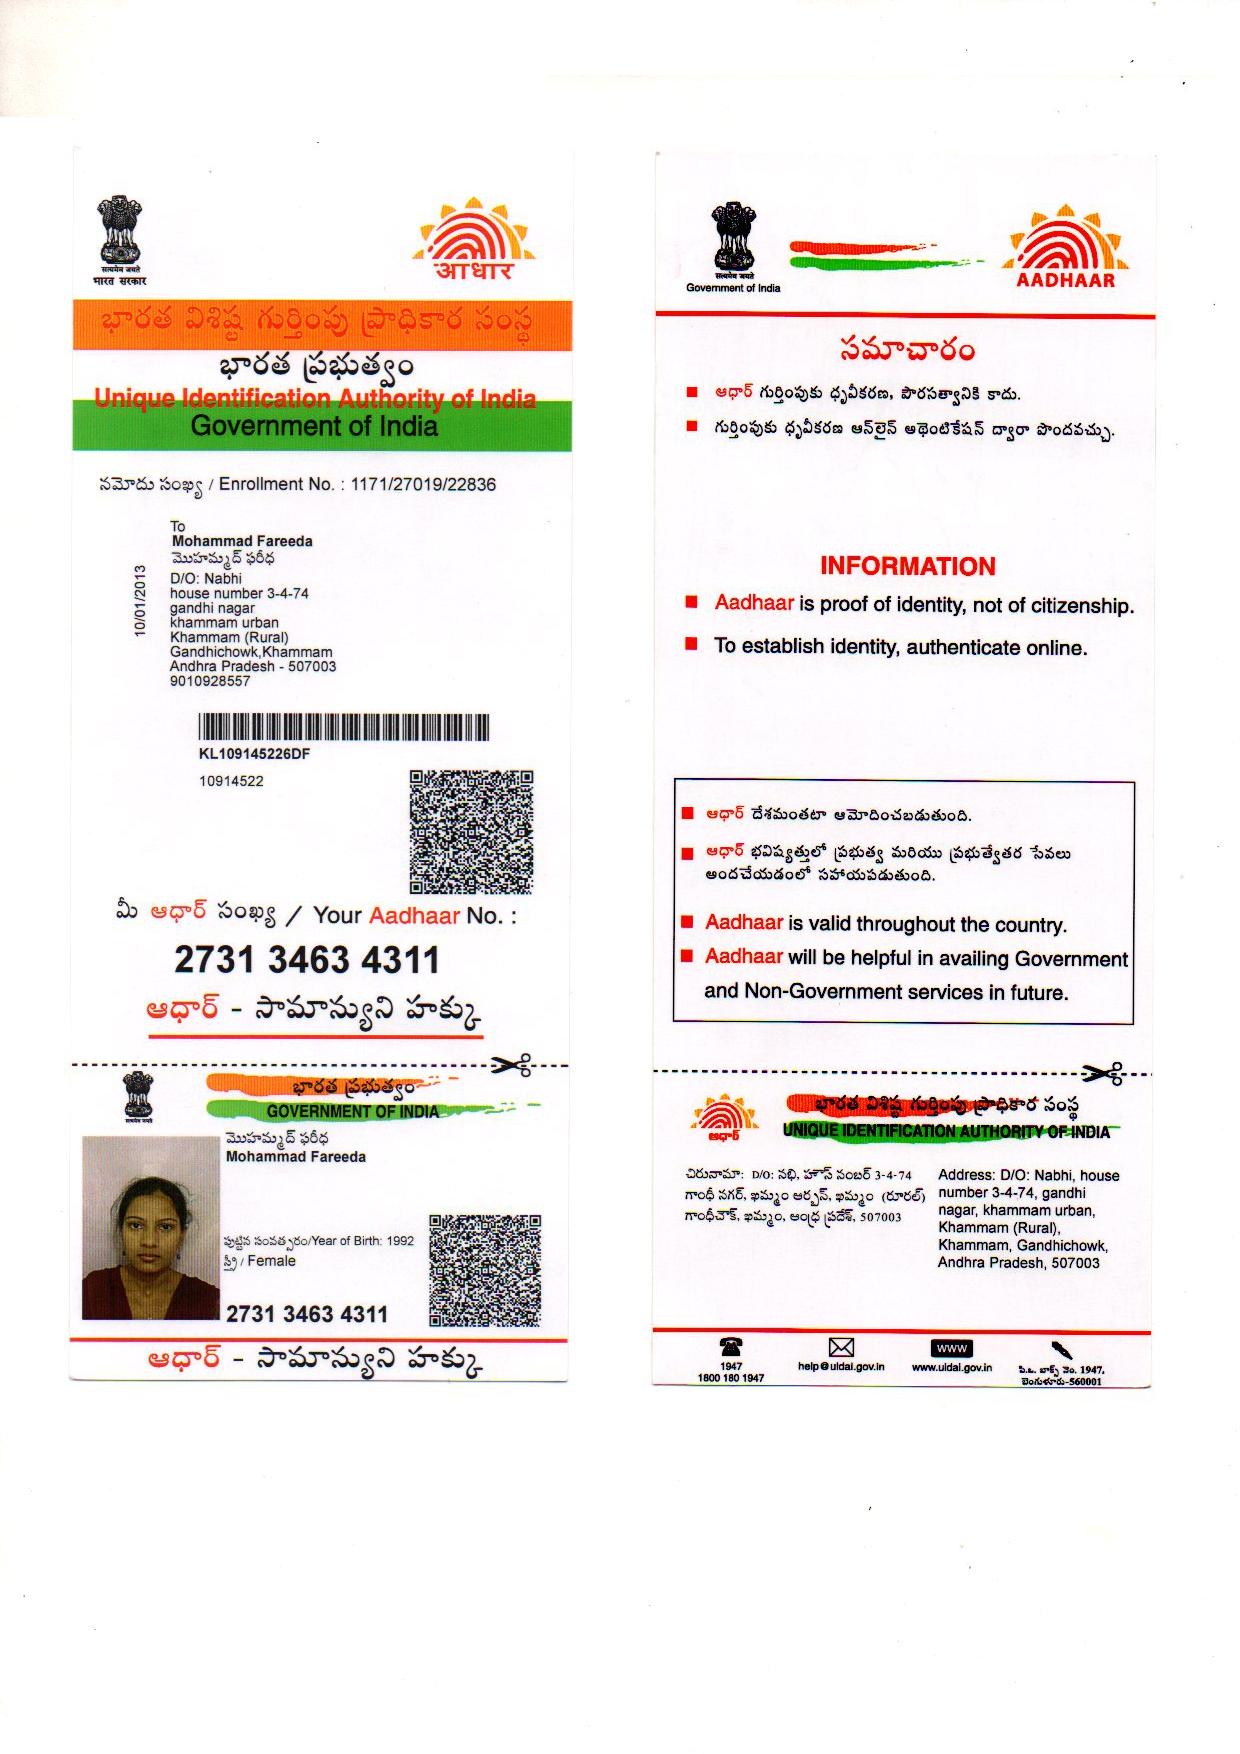 सत्यमेव जयते
भारत सरकार
आधार
భారత విశిష్ట గుర్తింపు ప్రాధికార సంస్థ
భారత ప్రభుత్వం
Unique Identification Authority of India
Government of India
నమోదు సంఖ్య / Enrollment No. : 1171/27019/22836
10/01/2013
To
Mohammad Fareeda
మొహమ్మద్ ఫరీధ
D/O: Nabhi
house number 3-4-74
gandhi nagar
khammam urban
Khammam (Rural)
Gandhichowk,Khammam
Andhra Pradesh - 507003
9010928557
KL109145226DF
10914522
మీ ఆధార్ సంఖ్య / Your Aadhaar No. :
2731 3463 4311
ఆధార్ - సామాన్యుని హక్కు
భారత ప్రభుత్వం
GOVERNMENT OF INDIA
మొహమ్మద్ ఫరీధ
Mohammad Fareeda
పుట్టిన సంవత్సరం/Year of Birth: 1992
స్త్రీ / Female
2731 3463 4311
ఆధార్ - సామాన్యుని హక్కు
सत्यमेव जयते
Government of India
AADHAAR
సమాచారం
ఆధార్ గుర్తింపుకు ధృవీకరణ, పౌరసత్వానికి కాదు.
గుర్తింపుకు ధృవీకరణ ఆన్‌లైన్ అథెంటికేషన్ ద్వారా పొందవచ్చు.
INFORMATION
Aadhaar is proof of identity, not of citizenship.
To establish identity, authenticate online.
ఆధార్ దేశమంతటా ఆమోదించబడుతుంది.
ఆధార్ భవిష్యత్తులో ప్రభుత్వ మరియు ప్రభుత్వేతర సేవలు
అందచేయడంలో సహాయపడుతుంది.
Aadhaar is valid throughout the country.
Aadhaar will be helpful in availing Government
and Non-Government services in future.
ఆధార్
భారత విశిష్ట గుర్తింపు ప్రాధికార సంస్థ
UNIQUE IDENTIFICATION AUTHORITY OF INDIA
చిరునామా: D/O: నభి, హౌస్ నంబర్ 3-4-74
గాంధీ నగర్, ఖమ్మం ఆర్బన్, ఖమ్మం (రూరల్)
గాంధీచౌక్, ఖమ్మం, ఆంధ్ర ప్రదేశ్, 507003
Address: D/O: Nabhi, house
number 3-4-74, gandhi
nagar, khammam urban,
Khammam (Rural),
Khammam, Gandhichowk,
Andhra Pradesh, 507003
1947
1800 180 1947
help@uidai.gov.in
www
www.uidai.gov.in
పి.ఒ. బాక్స్ నెం. 1947,
బెంగుళూరు-560001